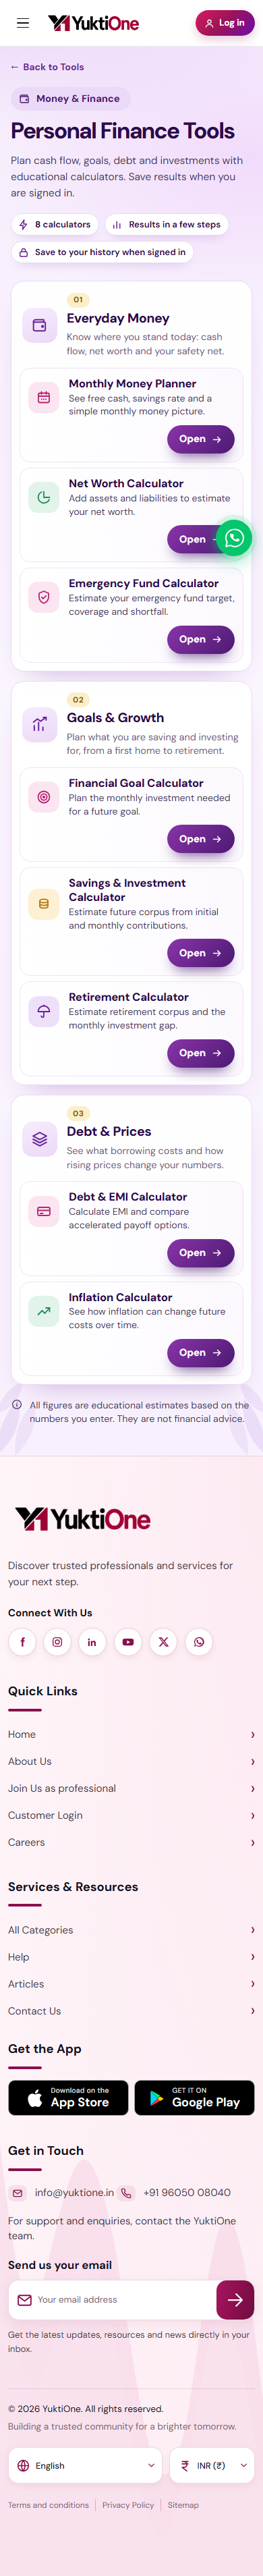 YuktiOne
Log in
← Back to Tools
Money & Finance
Personal Finance Tools
Plan cash flow, goals, debt and investments with
educational calculators. Save results when you
are signed in.
8 calculators
Results in a few steps
Save to your history when signed in
01
Everyday Money
Know where you stand today: cash
flow, net worth and your safety net.
Monthly Money Planner
See free cash, savings rate and a
simple monthly money picture.
Open →
Net Worth Calculator
Add assets and liabilities to estimate
your net worth.
Open →
Emergency Fund Calculator
Estimate your emergency fund target,
coverage and shortfall.
Open →
02
Goals & Growth
Plan what you are saving and investing
for, from a first home to retirement.
Financial Goal Calculator
Plan the monthly investment needed
for a future goal.
Open →
Savings & Investment
Calculator
Estimate future corpus from initial
and monthly contributions.
Open →
Retirement Calculator
Estimate retirement corpus and the
monthly investment gap.
Open →
03
Debt & Prices
See what borrowing costs and how
rising prices change your numbers.
Debt & EMI Calculator
Calculate EMI and compare
accelerated payoff options.
Open →
Inflation Calculator
See how inflation can change future
costs over time.
Open →
All figures are educational estimates based on the
numbers you enter. They are not financial advice.
YuktiOne
Discover trusted professionals and services for
your next step.
Connect With Us
Quick Links
Home
About Us
Join Us as professional
Customer Login
Careers
Services & Resources
All Categories
Help
Articles
Contact Us
Get the App
Download on the
App Store
GET IT ON
Google Play
Get in Touch
info@yuktione.in
+91 96050 08040
For support and enquiries, contact the YuktiOne
team.
Send us your email
Your email address
Get the latest updates, resources and news directly in your
inbox.
© 2026 YuktiOne. All rights reserved.
Building a trusted community for a brighter tomorrow.
English
₹ INR (₹)
Terms and conditions | Privacy Policy | Sitemap